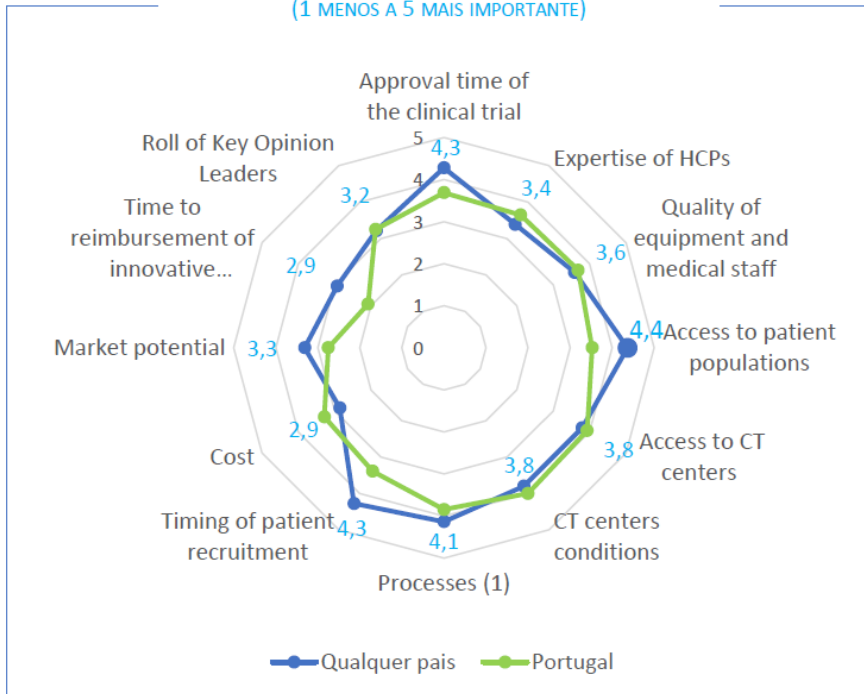 (1 MENOS A 5 MAIS IMPORTANTE)
Approval time of
the clinical trial
5
4,3
Roll of Key Opinion
Leaders
Expertise of HCPs
4
3,2
3,4
Time to
reimbursement of
innovative...
Quality of
equipment and
medical staff
3
2,9
3,6
2
1
4,4
Access to patient
populations
Market potential
3,3
0
Access to CT
centers
2,9
3,8
3,8
Cost
Timing of patient
recruitment
CT centers
conditions
4,3
4,1
Processes (1)
Qualquer pais
Portugal